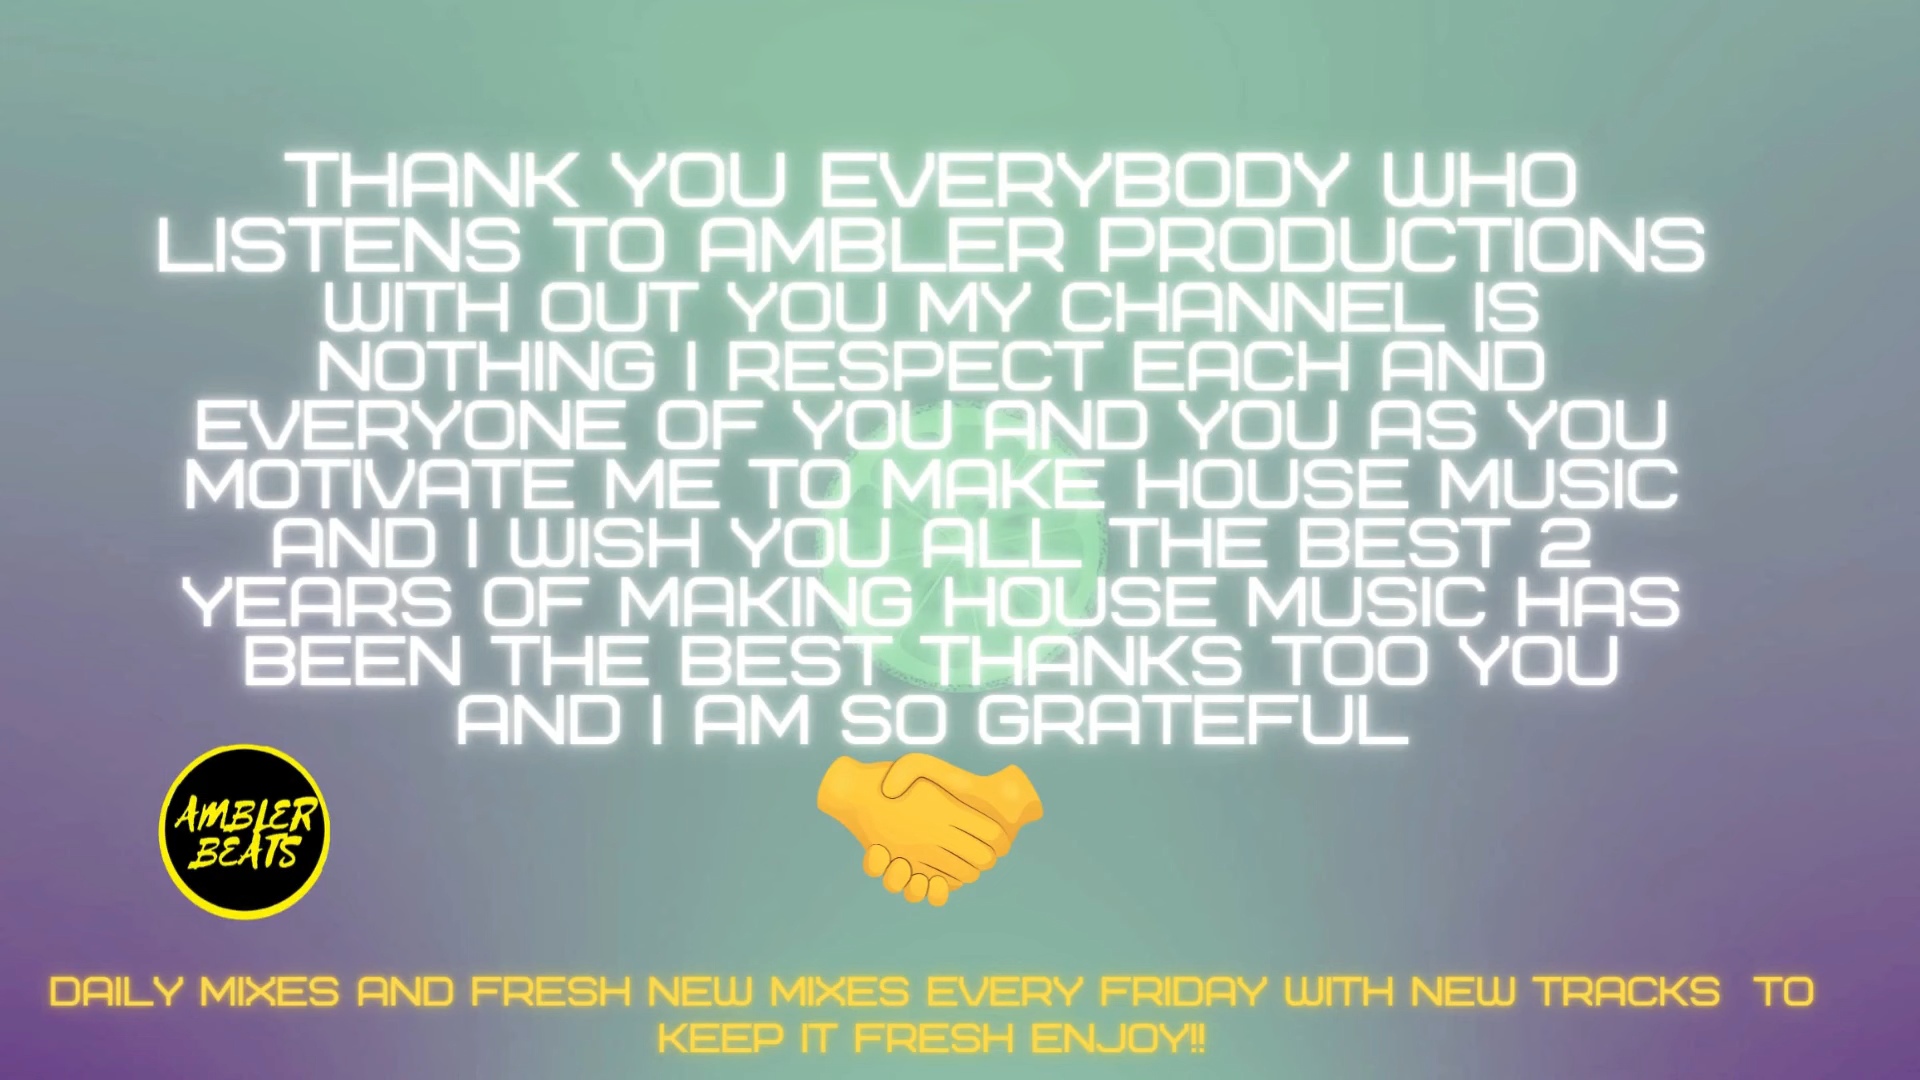 THANK YOU EVERYBODY WHO
LISTENS TO AMBLER PRODUCTIONS
WITH OUT YOU MY CHANNEL IS
NOTHING I RESPECT EACH AND
EVERYONE OF YOU AND YOU AS YOU
MOTIVATE ME TO MAKE HOUSE MUSIC
AND I WISH YOU ALL THE BEST 2
YEARS OF MAKING HOUSE MUSIC HAS
BEEN THE BEST THANKS TOO YOU
AND I AM SO GRATEFUL
AMBLER
BEATS
DAILY MIXES AND FRESH NEW MIXES EVERY FRIDAY WITH NEW TRACKS TO
KEEP IT FRESH ENJOY!!